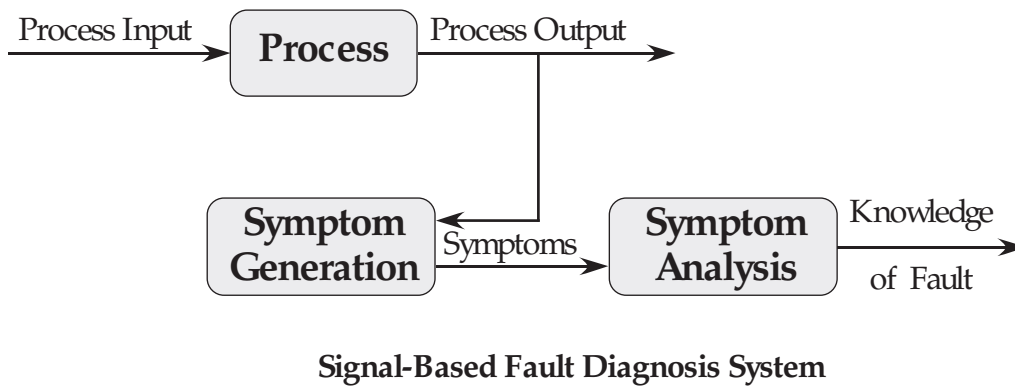 Process Input
Process
Process Output
Symptom
Generation
Symptoms
Symptom
Analysis
Knowledge
of Fault
Signal-Based Fault Diagnosis System